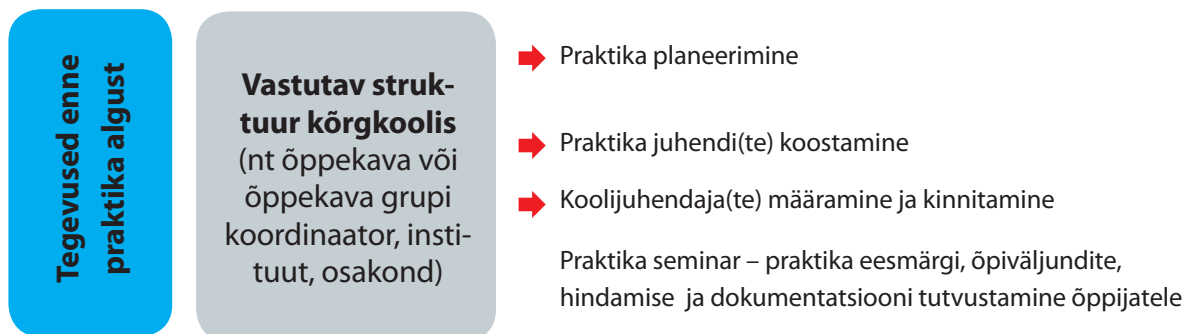 Tegevused enne
praktika algust
Vastutav struk-
tuur kõrgkoolis
(nt õppekava või
õppekava grupi
koordinaator, insti-
tuut, osakond)
Praktika planeerimine
Praktika juhendi(te) koostamine
Koolijuhendaja(te) määramine ja kinnitamine
Praktika seminar – praktika eesmärgi, õpiväljundite,
hindamise ja dokumentatsiooni tutvustamine õppijatele